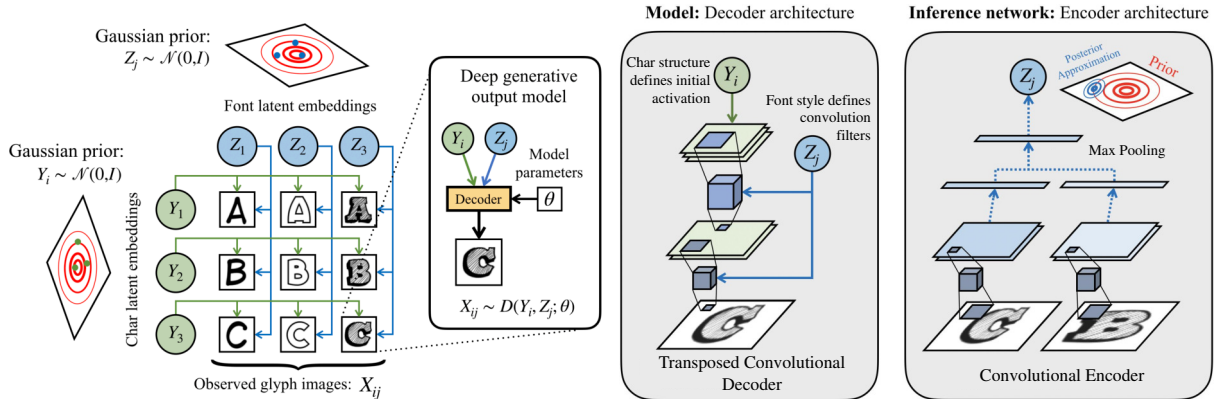 Gaussian prior:
Z_j ∼ 𝒩(0,I)
Font latent embeddings
Gaussian prior:
Y_i ∼ 𝒩(0,I)
Char latent embeddings
Z_1 Z_2 Z_3
Y_1 A A A
Y_2 B B B
Y_3 C C C
Observed glyph images: X_ij
Deep generative
output model
Y_i Z_j
Model
parameters
Decoder θ
C
X_ij ∼ D(Y_i, Z_j; θ)
Model: Decoder architecture
Char structure
defines initial
activation
Y_i
Font style defines
convolution
filters
Z_j
C
Transposed Convolutional
Decoder
Inference network: Encoder architecture
Z_j
Posterior
Approximation
Prior
Max Pooling
C B
Convolutional Encoder